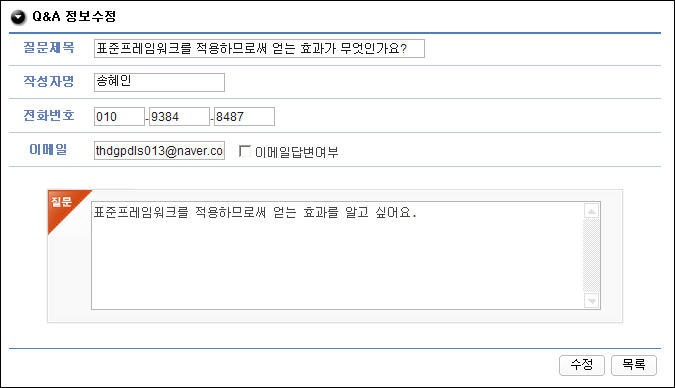 Q&A 정보수정
질문제목 표준프레임워크를 적용하므로써 얻는 효과가 무엇인가요?
작성자명 송혜인
전화번호 010 - 9384 - 8487
이메일 thdgpdls013@naver.co 이메일답변여부
질문
표준프레임워크를 적용하므로써 얻는 효과를 알고 싶어요.
수정 목록